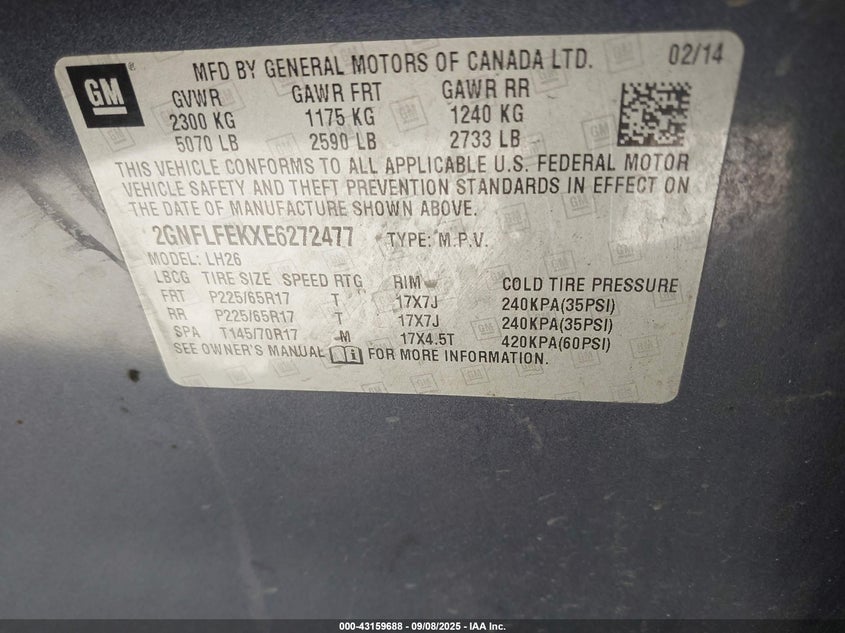 GM
MFD BY GENERAL MOTORS OF CANADA LTD. 02/14
GVWR GAWR FRT GAWR RR
2300 KG 1175 KG 1240 KG
5070 LB 2590 LB 2733 LB
THIS VEHICLE CONFORMS TO ALL APPLICABLE U.S. FEDERAL MOTOR
VEHICLE SAFETY AND THEFT PREVENTION STANDARDS IN EFFECT ON
THE DATE OF MANUFACTURE SHOWN ABOVE.
2GNFLFEKXE6272477 TYPE: M.P.V.
MODEL: LH26
LBCG TIRE SIZE SPEED RTG RIM COLD TIRE PRESSURE
FRT P225/65R17 T 17X7J 240KPA(35PSI)
RR P225/65R17 T 17X7J 240KPA(35PSI)
SPA T145/70R17 M 17X4.5T 420KPA(60PSI)
SEE OWNER'S MANUAL FOR MORE INFORMATION.
000-43159688 - 09/08/2025 - IAA Inc.